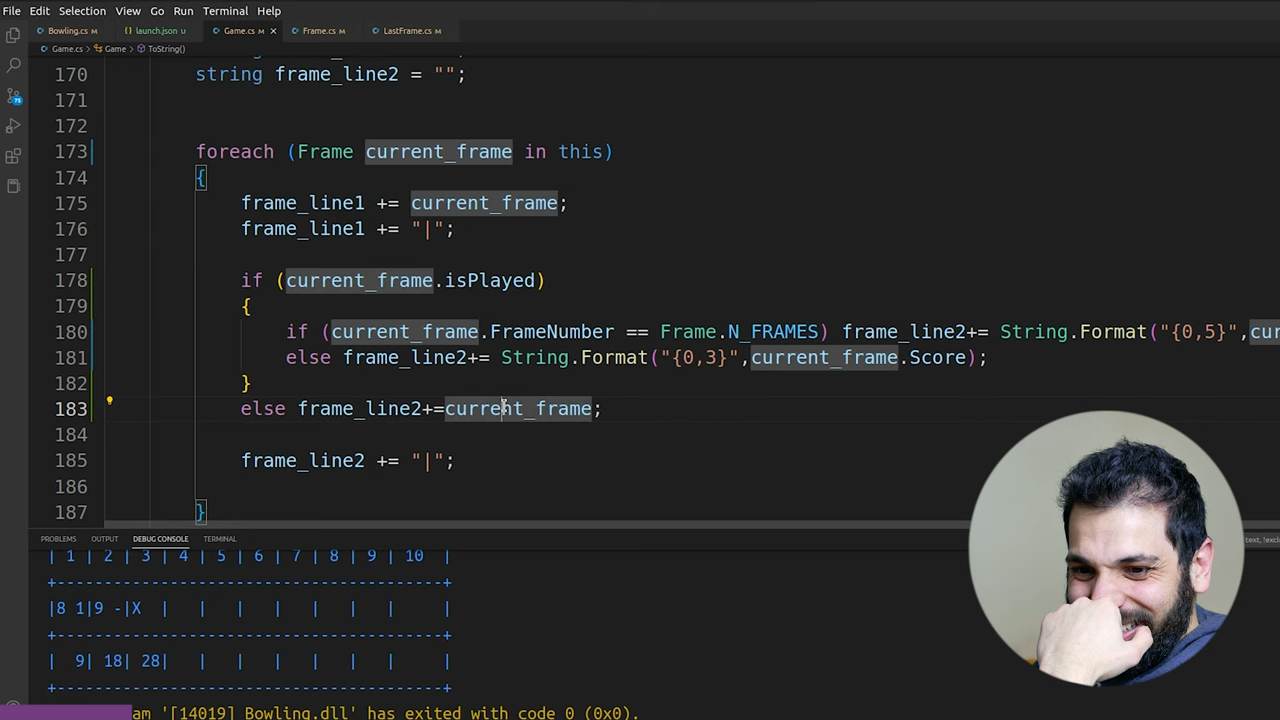 File Edit Selection View Go Run Terminal Help
Bowling.cs M launch.json U Game.cs M Frame.cs M LastFrame.cs M
Game.cs > Game > ToString()
170 string frame_line2 = "";
171
172
173 foreach (Frame current_frame in this)
174 {
175 frame_line1 += current_frame;
176 frame_line1 += "|";
177
178 if (current_frame.isPlayed)
179 {
180 if (current_frame.FrameNumber == Frame.N_FRAMES) frame_line2+= String.Format("{0,5}",
181 else frame_line2+= String.Format("{0,3}",current_frame.Score);
182 }
183 else frame_line2+=current_frame;
184
185 frame_line2 += "|";
186
187 }
PROBLEMS OUTPUT DEBUG CONSOLE TERMINAL
| 1 | 2 | 3 | 4 | 5 | 6 | 7 | 8 | 9 | 10 |
+-----------------------------------------+
|8 1|9 -|X | | | | | | | |
+-----------------------------------------+
| 9| 18| 28| | | | | | | |
+-----------------------------------------+
'[14019] Bowling.dll' has exited with code 0 (0x0).